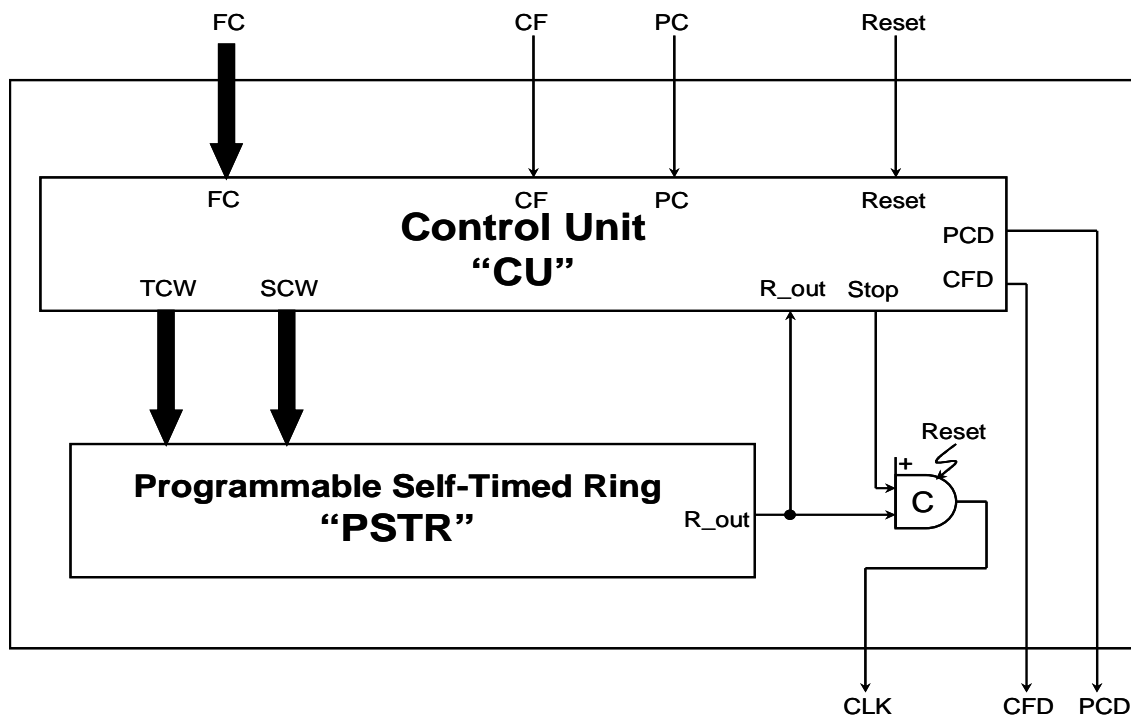 FC CF PC Reset
FC CF PC Reset
Control Unit
“CU”
PCD
CFD
TCW SCW R_out Stop
Reset
+
C
Programmable Self-Timed Ring
“PSTR”
R_out
CLK CFD PCD